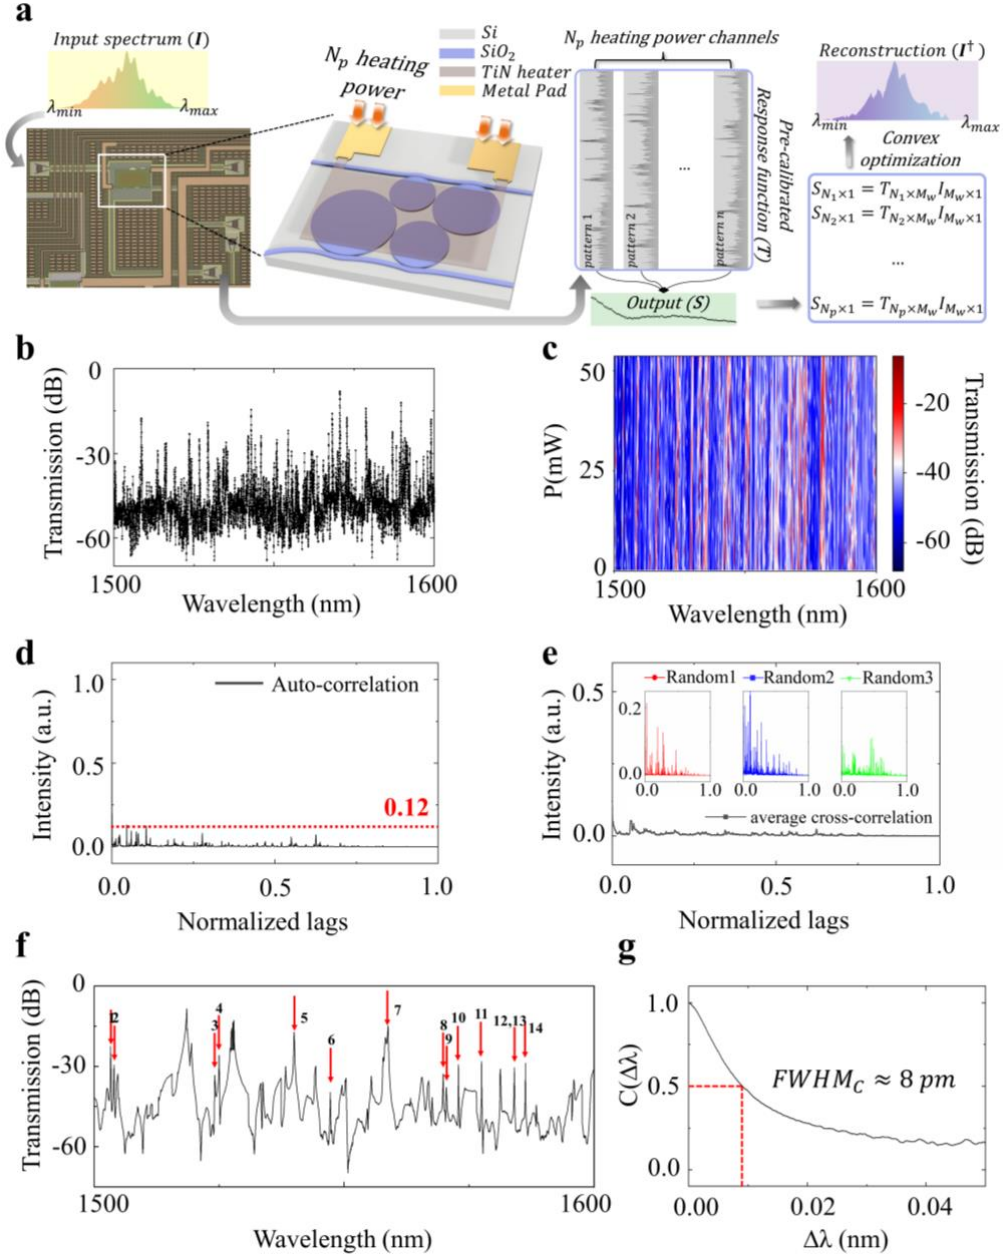 a
Input spectrum (I)
λmin
λmax
Np heating
power
Si
SiO2
TiN heater
Metal Pad
Np heating power channels
pattern 1
pattern 2
...
pattern n
Pre-calibrated
Response function (T)
Output (S)
Reconstruction (I†)
λmin
λmax
Convex
optimization
SN1×1 = TN1×MwIMw×1
SN2×1 = TN2×MwIMw×1
...
SNp×1 = TNp×MwIMw×1
b
Transmission (dB)
0
-30
-60
1500
1600
Wavelength (nm)
c
P(mW)
50
25
0
1500
1600
Wavelength (nm)
-20
-40
-60
Transmission (dB)
d
Intensity (a.u.)
1.0
0.5
0.0
Auto-correlation
0.12
0.0
0.5
1.0
Normalized lags
e
Intensity (a.u.)
0.5
0.0
Random1
Random2
Random3
0.2
0.0
0.0
1.0
0.0
1.0
0.0
1.0
average cross-correlation
0.0
0.5
1.0
Normalized lags
f
Transmission (dB)
0
-30
-60
2
3
4
5
6
7
8
9
10
11
12,13
14
1500
1600
Wavelength (nm)
g
C(Δλ)
1.0
0.5
0.0
FWHMC ≈ 8 pm
0.00
0.02
0.04
Δλ (nm)